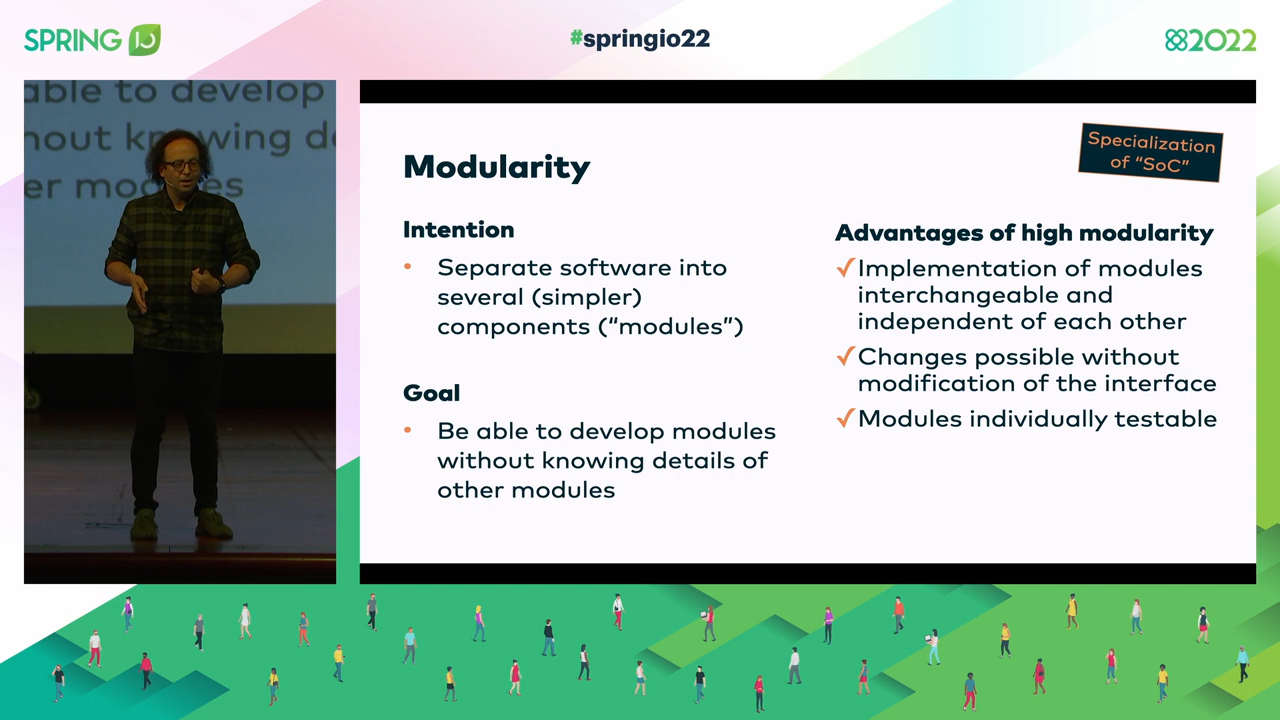 SPRING IO
#springio22
2022
able to develop
hout knowing de
er modules
Specialization
of “SoC”
Modularity
Intention
• Separate software into
several (simpler)
components (“modules”)
Goal
• Be able to develop modules
without knowing details of
other modules
Advantages of high modularity
✓Implementation of modules
interchangeable and
independent of each other
✓Changes possible without
modification of the interface
✓Modules individually testable